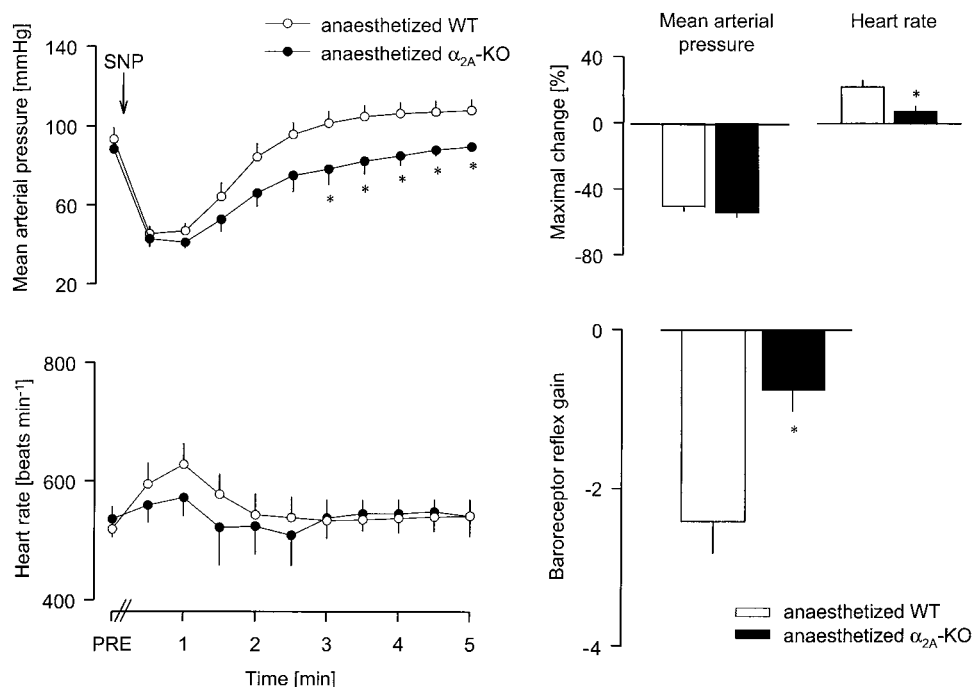 anaesthetized WT
anaesthetized α2A-KO
Mean arterial pressure [mmHg]
140
100
60
20
SNP
*
*
*
*
*
Heart rate [beats min-1]
800
600
400
PRE 1 2 3 4 5
Time [min]
Mean arterial
pressure
Heart rate
Maximal change [%]
40
0
-40
-80
*
Baroreceptor reflex gain
0
-2
-4
*
anaesthetized WT
anaesthetized α2A-KO